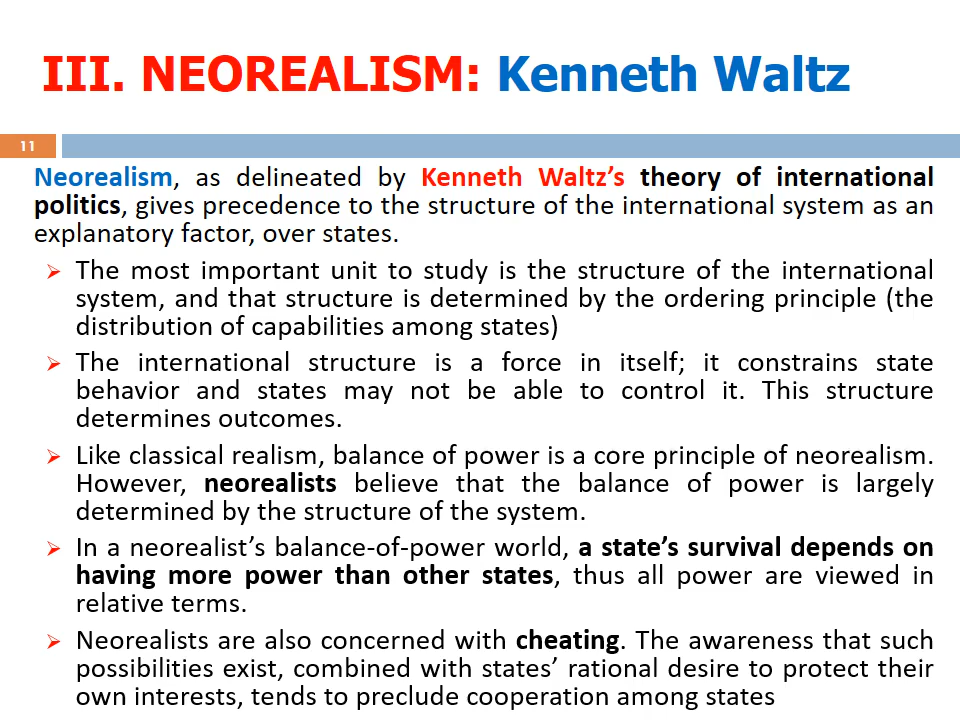 III. NEOREALISM: Kenneth Waltz
11
Neorealism, as delineated by Kenneth Waltz’s theory of international
politics, gives precedence to the structure of the international system as an
explanatory factor, over states.
➢ The most important unit to study is the structure of the international
system, and that structure is determined by the ordering principle (the
distribution of capabilities among states)
➢ The international structure is a force in itself; it constrains state
behavior and states may not be able to control it. This structure
determines outcomes.
➢ Like classical realism, balance of power is a core principle of neorealism.
However, neorealists believe that the balance of power is largely
determined by the structure of the system.
➢ In a neorealist’s balance-of-power world, a state’s survival depends on
having more power than other states, thus all power are viewed in
relative terms.
➢ Neorealists are also concerned with cheating. The awareness that such
possibilities exist, combined with states’ rational desire to protect their
own interests, tends to preclude cooperation among states